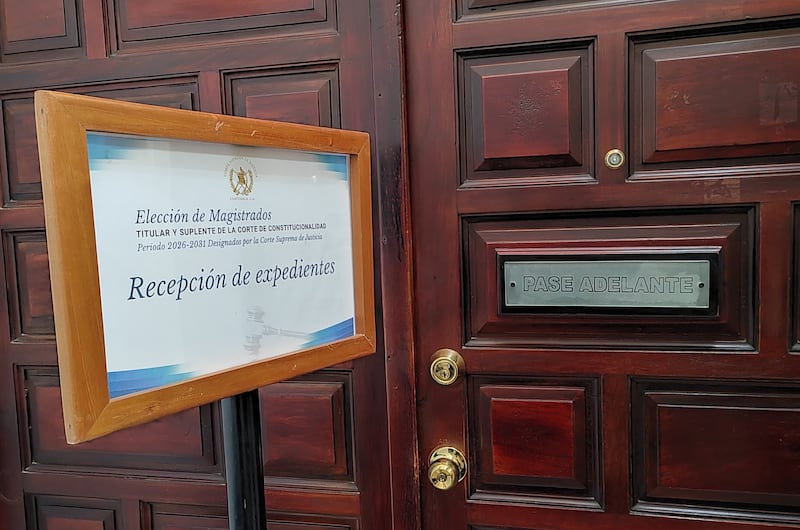 Elección de Magistrados
TITULAR Y SUPLENTE DE LA CORTE DE CONSTITUCIONALIDAD
Periodo 2026-2031 Designados por la Corte Suprema de Justicia
Recepción de expedientes
PASE ADELANTE